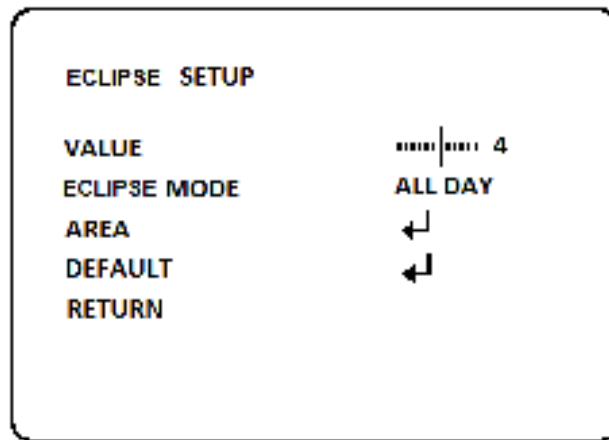 ECLIPSE SETUP
VALUE 4
ECLIPSE MODE ALL DAY
AREA ↵
DEFAULT ↵
RETURN